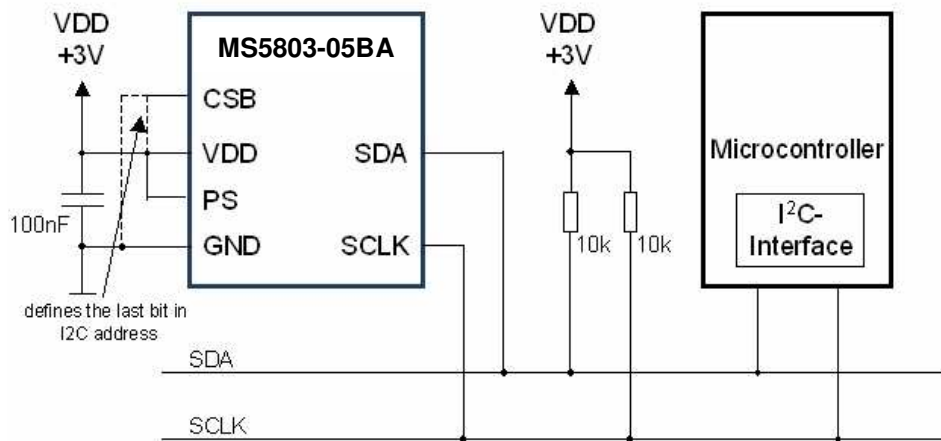 VDD
+3V
MS5803-05BA
CSB
VDD
PS
GND
SDA
SCLK
100nF
defines the last bit in
I2C address
VDD
+3V
10k
10k
Microcontroller
I²C-
Interface
SDA
SCLK